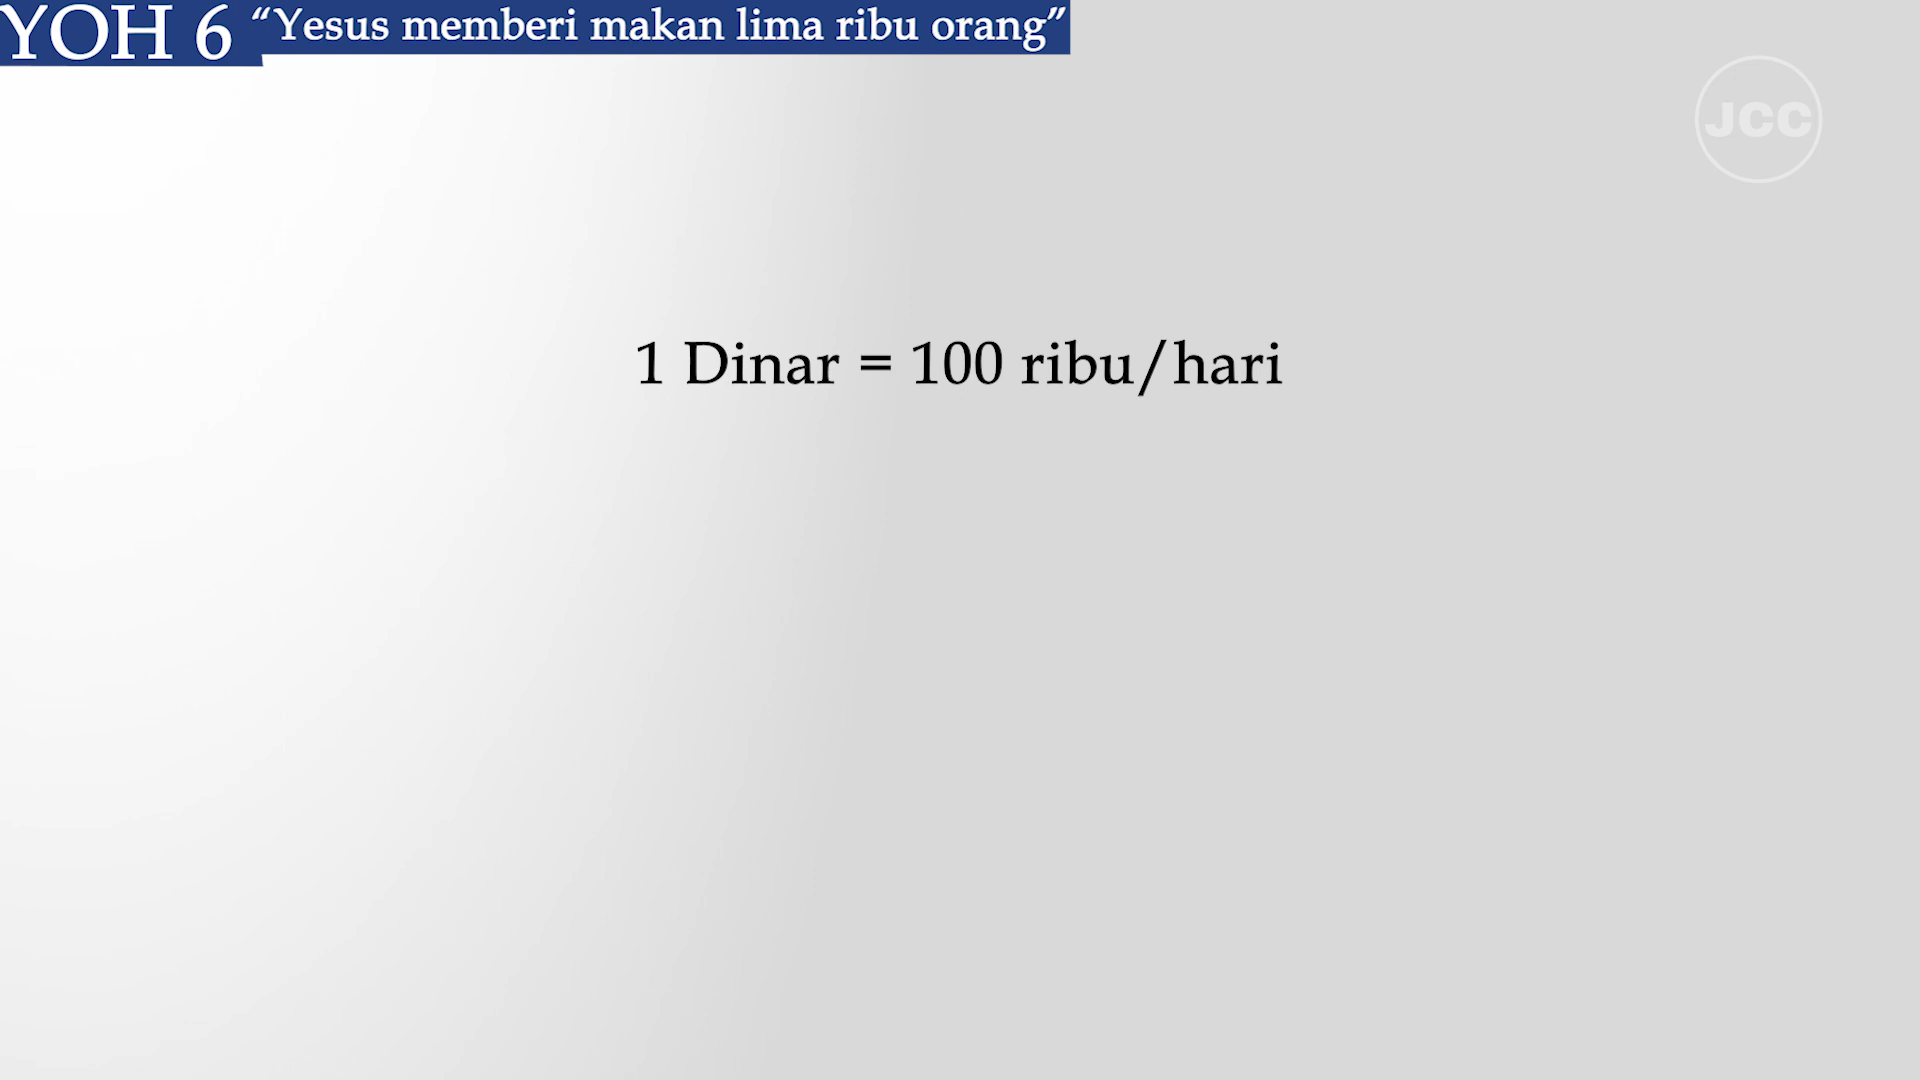 YOH 6 “Yesus memberi makan lima ribu orang”
JCC
1 Dinar = 100 ribu/hari